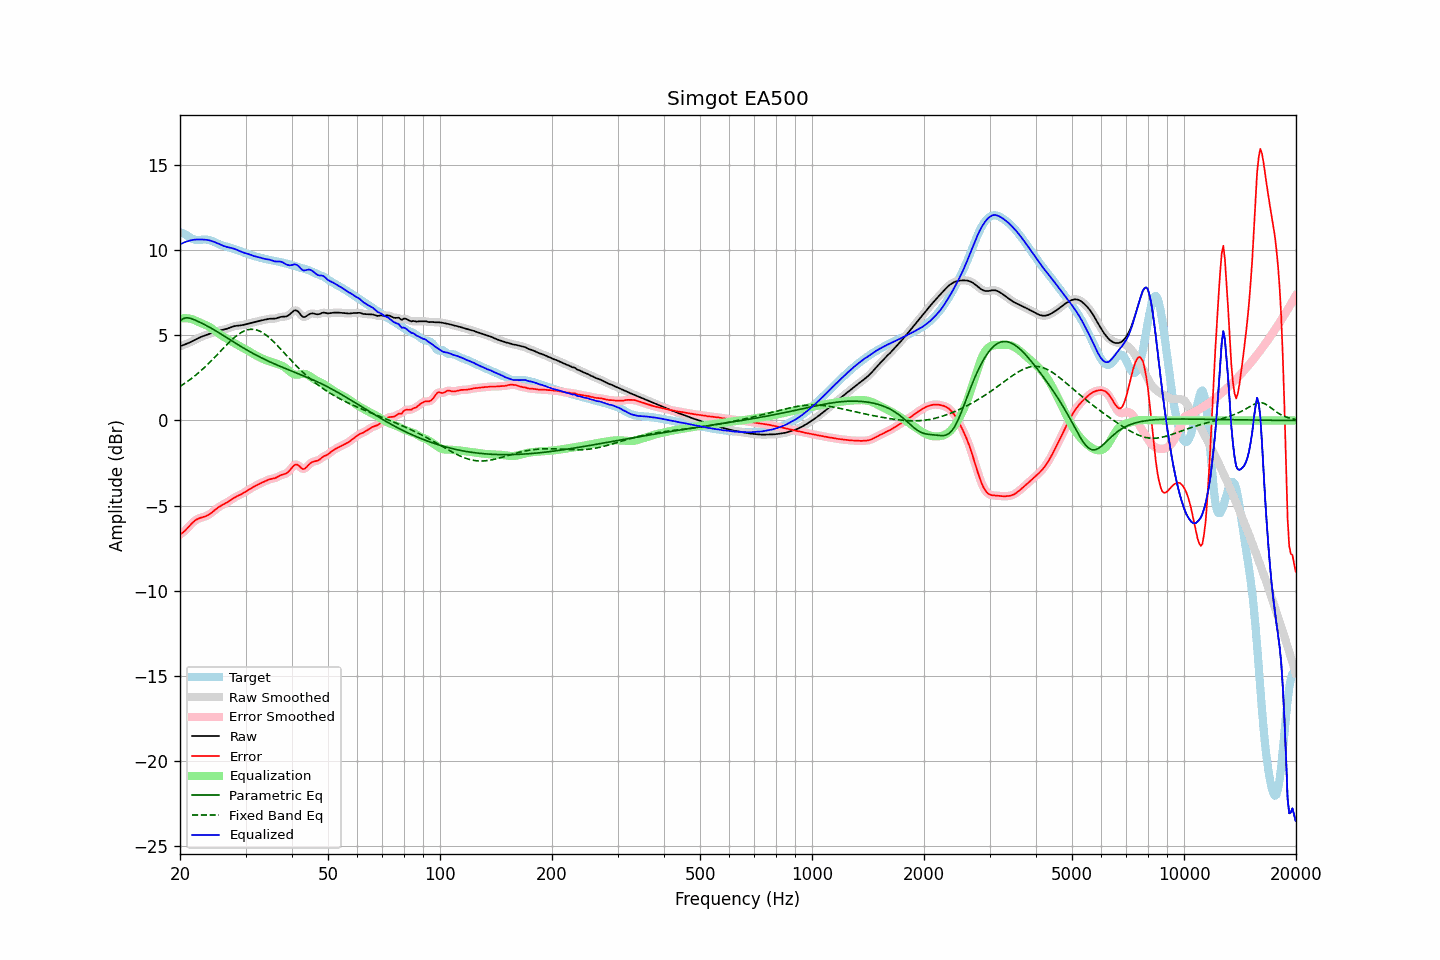 Simgot EA500
Amplitude (dBr)
15
10
5
0
−5
−10
−15
−20
−25
Target
Raw Smoothed
Error Smoothed
Raw
Error
Equalization
Parametric Eq
Fixed Band Eq
Equalized
20 50 100 200 500 1000 2000 5000 10000 20000
Frequency (Hz)